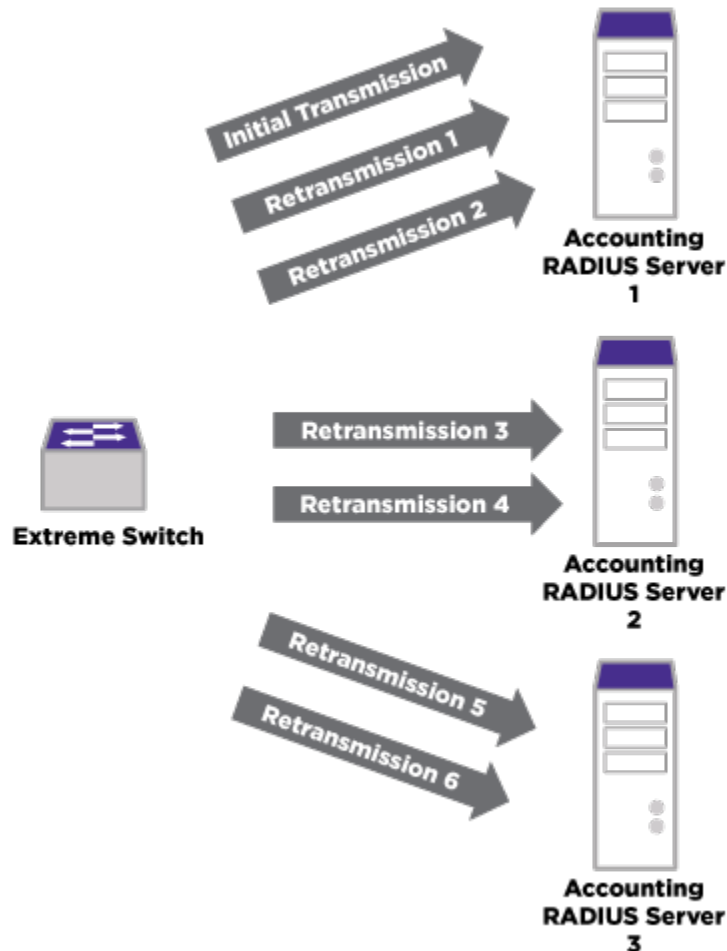 Initial Transmission
Retransmission 1
Retransmission 2
Accounting
RADIUS Server
1
Extreme Switch
Retransmission 3
Retransmission 4
Accounting
RADIUS Server
2
Retransmission 5
Retransmission 6
Accounting
RADIUS Server
3